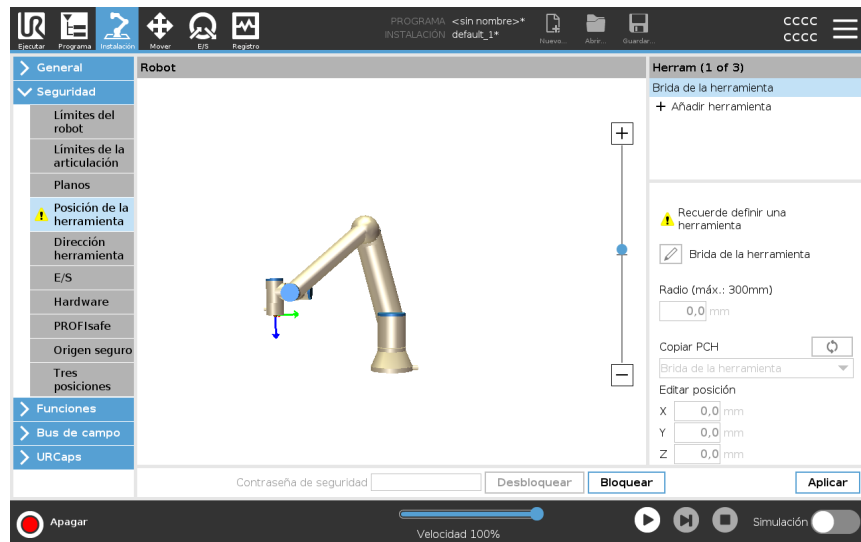 PROGRAMA <sin nombre>*
INSTALACIÓN default_1*
Ejecutar
Programa
Instalación
Mover
E/S
Registro
Nuevo...
Abrir...
Guardar...
cccc
cccc
General
Seguridad
Límites del
robot
Límites de la
articulación
Planos
Posición de la
herramienta
Dirección
herramienta
E/S
Hardware
PROFIsafe
Origen seguro
Tres
posiciones
Funciones
Bus de campo
URCaps
Robot
Herram (1 of 3)
Brida de la herramienta
+ Añadir herramienta
Recuerde definir una
herramienta
Brida de la herramienta
Radio (máx.: 300mm)
0,0 mm
Copiar PCH
Brida de la herramienta
Editar posición
X 0,0 mm
Y 0,0 mm
Z 0,0 mm
Contraseña de seguridad
Desbloquear
Bloquear
Aplicar
Apagar
Velocidad 100%
Simulación